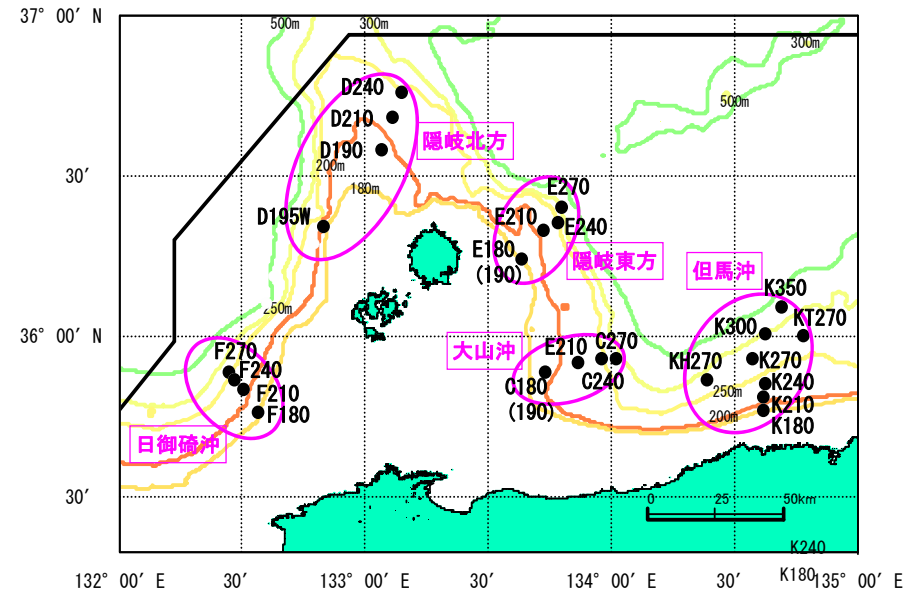 37° 00′ N
500m
300m
300m
D240
500m
D210
隠岐北方
D190
200m
30′
180m
E270
D195W
E210
E240
E180
(190)
隠岐東方
但馬沖
K350
250m
KT270
K300
36° 00′ N
大山沖
E210
C270
F270
KH270
K270
F240
C180
C240
K240
250m
F210
(190)
K210
200m
F180
K180
日御碕沖
30′
0 25 50km
K240
K180
132° 00′ E 30′ 133° 00′ E 30′ 134° 00′ E 30′ 135° 00′ E